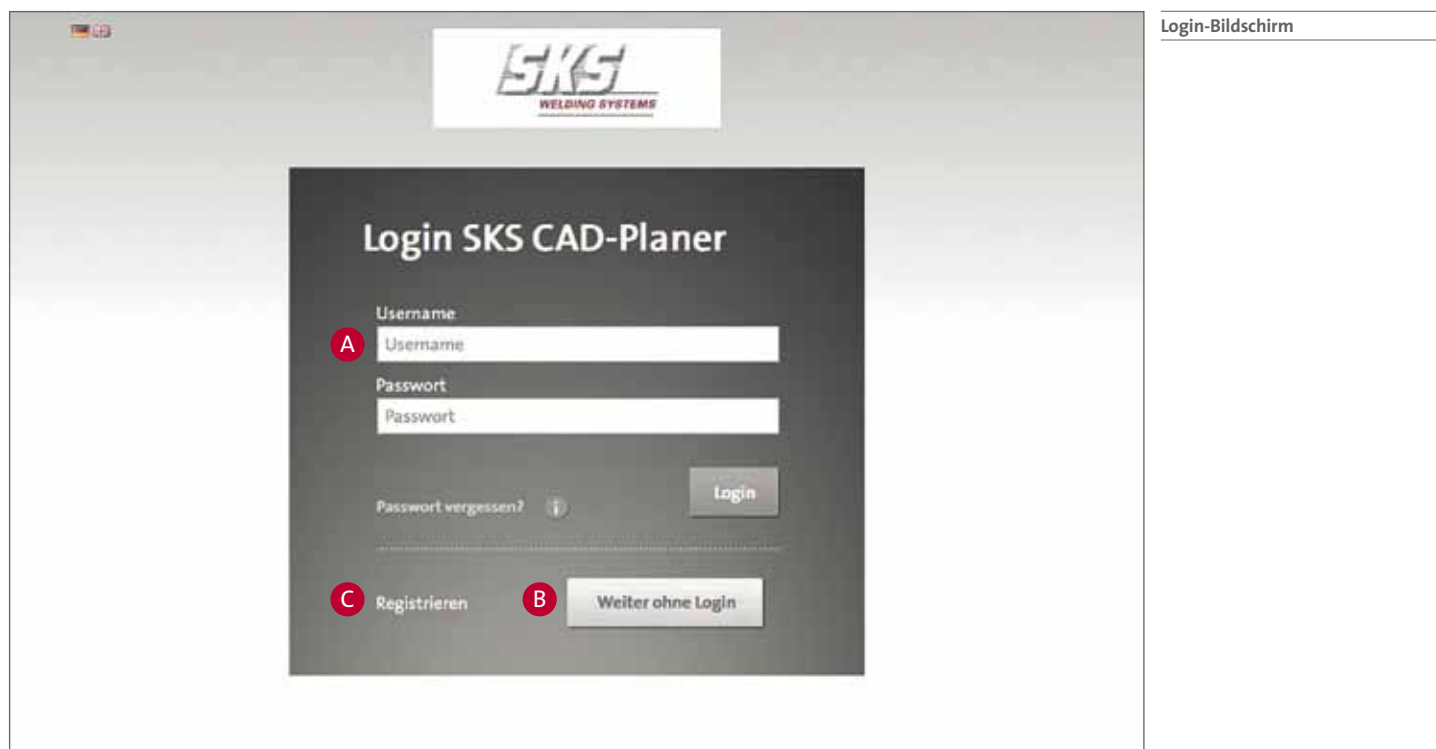 Login-Bildschirm
SKS
WELDING SYSTEMS
Login SKS CAD-Planer
Username
A
Username
Passwort
Passwort
Login
Passwort vergessen? i
C Registrieren B Weiter ohne Login